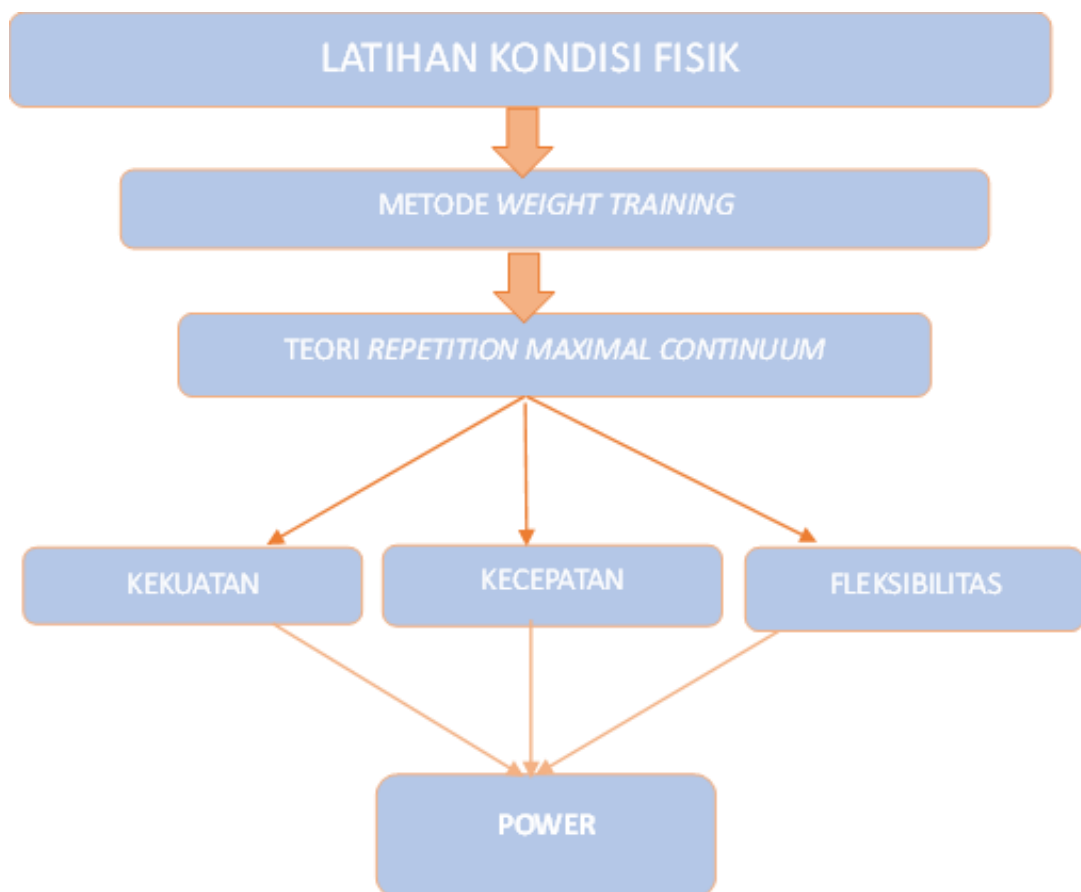 LATIHAN KONDISI FISIK
METODE WEIGHT TRAINING
TEORI REPETITION MAXIMAL CONTINUUM
KEKUATAN
KECEPATAN
FLEKSIBILITAS
POWER